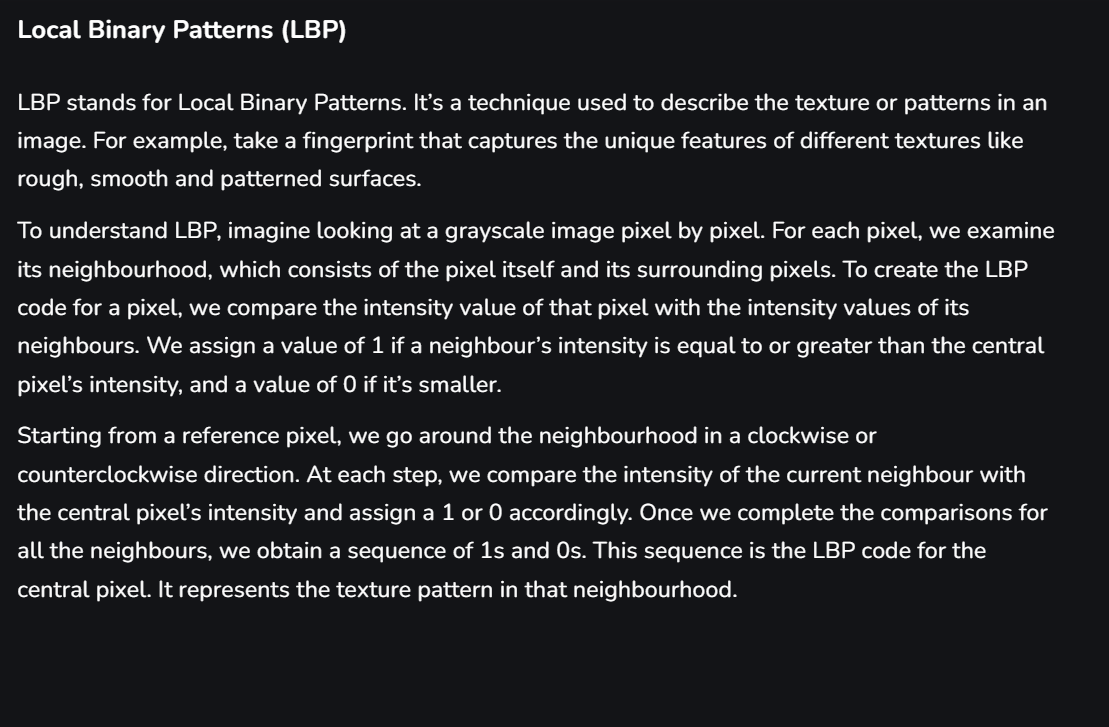 Local Binary Patterns (LBP)
LBP stands for Local Binary Patterns. It’s a technique used to describe the texture or patterns in an
image. For example, take a fingerprint that captures the unique features of different textures like
rough, smooth and patterned surfaces.
To understand LBP, imagine looking at a grayscale image pixel by pixel. For each pixel, we examine
its neighbourhood, which consists of the pixel itself and its surrounding pixels. To create the LBP
code for a pixel, we compare the intensity value of that pixel with the intensity values of its
neighbours. We assign a value of 1 if a neighbour’s intensity is equal to or greater than the central
pixel’s intensity, and a value of 0 if it’s smaller.
Starting from a reference pixel, we go around the neighbourhood in a clockwise or
counterclockwise direction. At each step, we compare the intensity of the current neighbour with
the central pixel’s intensity and assign a 1 or 0 accordingly. Once we complete the comparisons for
all the neighbours, we obtain a sequence of 1s and 0s. This sequence is the LBP code for the
central pixel. It represents the texture pattern in that neighbourhood.